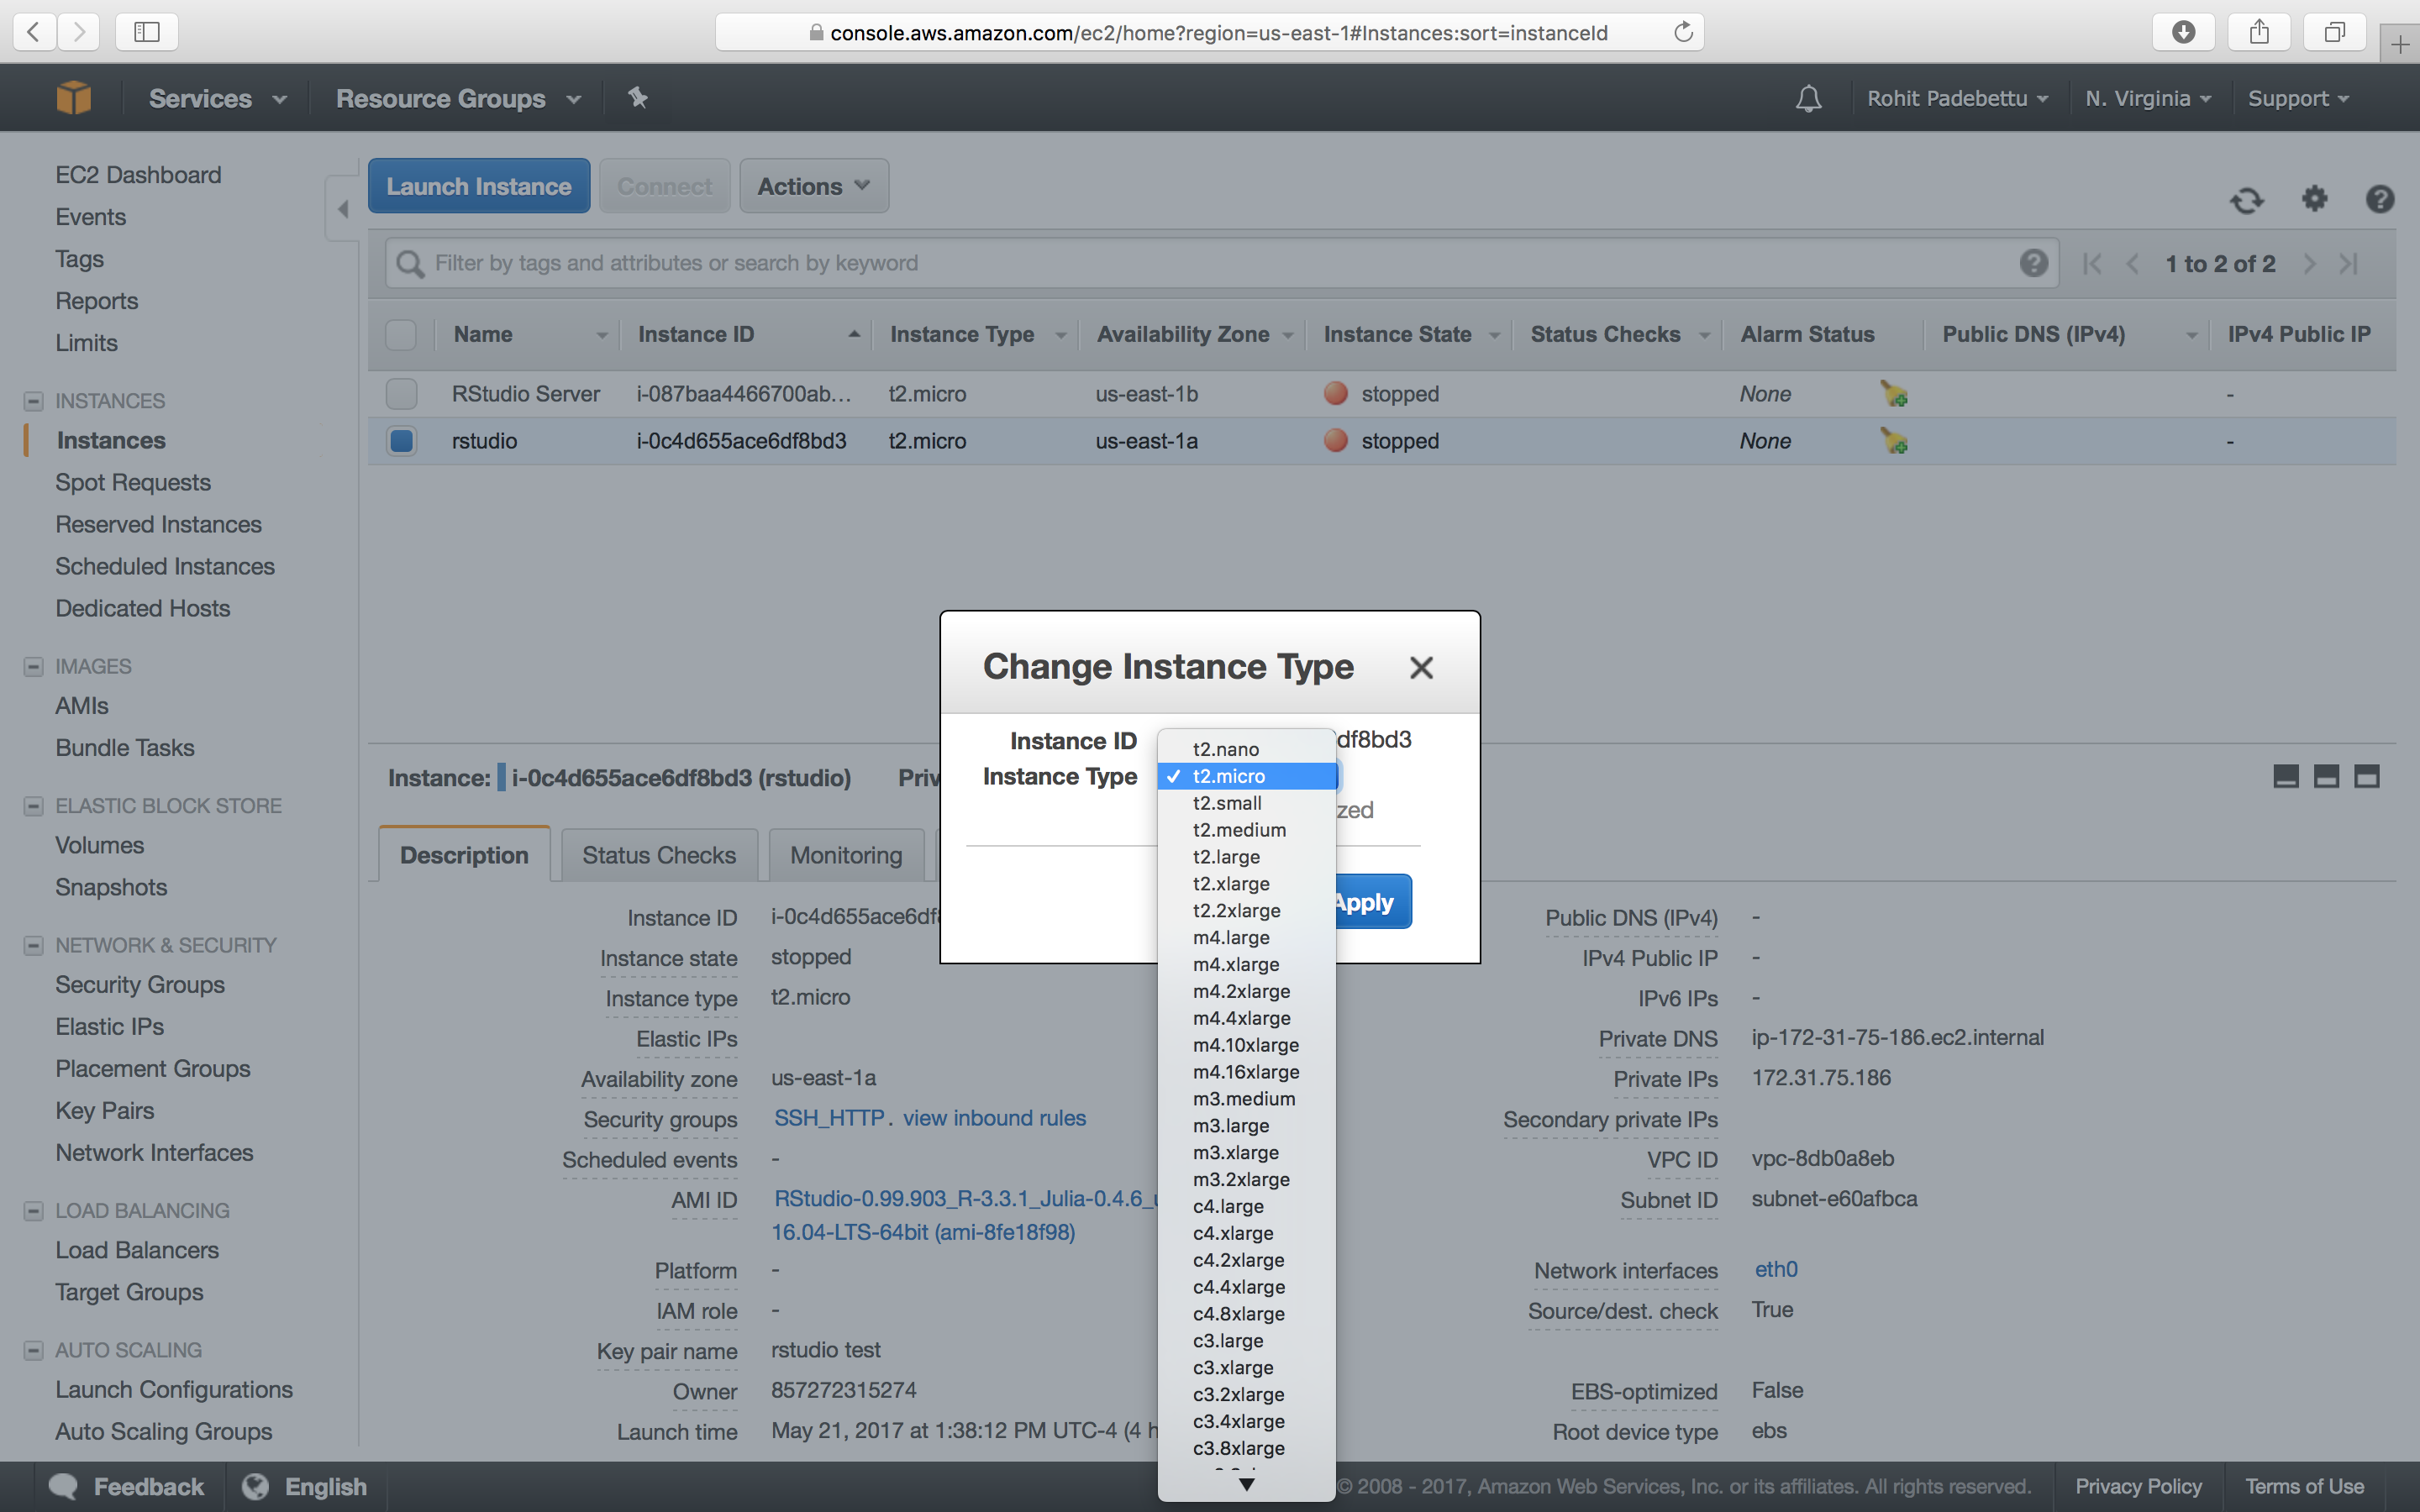 console.aws.amazon.com/ec2/home?region=us-east-1#Instances:sort=instanceId
Services
Resource Groups
Rohit Padebettu
N. Virginia
Support
EC2 Dashboard
Events
Tags
Reports
Limits
INSTANCES
Instances
Spot Requests
Reserved Instances
Scheduled Instances
Dedicated Hosts
IMAGES
AMIs
Bundle Tasks
ELASTIC BLOCK STORE
Volumes
Snapshots
NETWORK & SECURITY
Security Groups
Elastic IPs
Placement Groups
Key Pairs
Network Interfaces
LOAD BALANCING
Load Balancers
Target Groups
AUTO SCALING
Launch Configurations
Auto Scaling Groups
Launch Instance Connect Actions
Filter by tags and attributes or search by keyword
1 to 2 of 2
Name Instance ID Instance Type Availability Zone Instance State Status Checks Alarm Status Public DNS (IPv4) IPv4 Public IP
RStudio Server i-087baa4466700ab... t2.micro us-east-1b stopped None -
rstudio i-0c4d655ace6df8bd3 t2.micro us-east-1a stopped None -
Change Instance Type
Instance ID df8bd3
Instance Type
zed
Apply
t2.nano
✓ t2.micro
t2.small
t2.medium
t2.large
t2.xlarge
t2.2xlarge
m4.large
m4.xlarge
m4.2xlarge
m4.4xlarge
m4.10xlarge
m4.16xlarge
m3.medium
m3.large
m3.xlarge
m3.2xlarge
c4.large
c4.xlarge
c4.2xlarge
c4.4xlarge
c4.8xlarge
c3.large
c3.xlarge
c3.2xlarge
c3.4xlarge
c3.8xlarge
Instance: i-0c4d655ace6df8bd3 (rstudio) Priv
Description Status Checks Monitoring
Instance ID i-0c4d655ace6df
Instance state stopped
Instance type t2.micro
Elastic IPs
Availability zone us-east-1a
Security groups SSH_HTTP. view inbound rules
Scheduled events -
AMI ID RStudio-0.99.903_R-3.3.1_Julia-0.4.6_
16.04-LTS-64bit (ami-8fe18f98)
Platform -
IAM role -
Key pair name rstudio test
Owner 857272315274
Launch time May 21, 2017 at 1:38:12 PM UTC-4 (4 h
Public DNS (IPv4) -
IPv4 Public IP -
IPv6 IPs -
Private DNS ip-172-31-75-186.ec2.internal
Private IPs 172.31.75.186
Secondary private IPs
VPC ID vpc-8db0a8eb
Subnet ID subnet-e60afbca
Network interfaces eth0
Source/dest. check True
EBS-optimized False
Root device type ebs
Feedback
English
© 2008 - 2017, Amazon Web Services, Inc. or its affiliates. All rights reserved.
Privacy Policy
Terms of Use